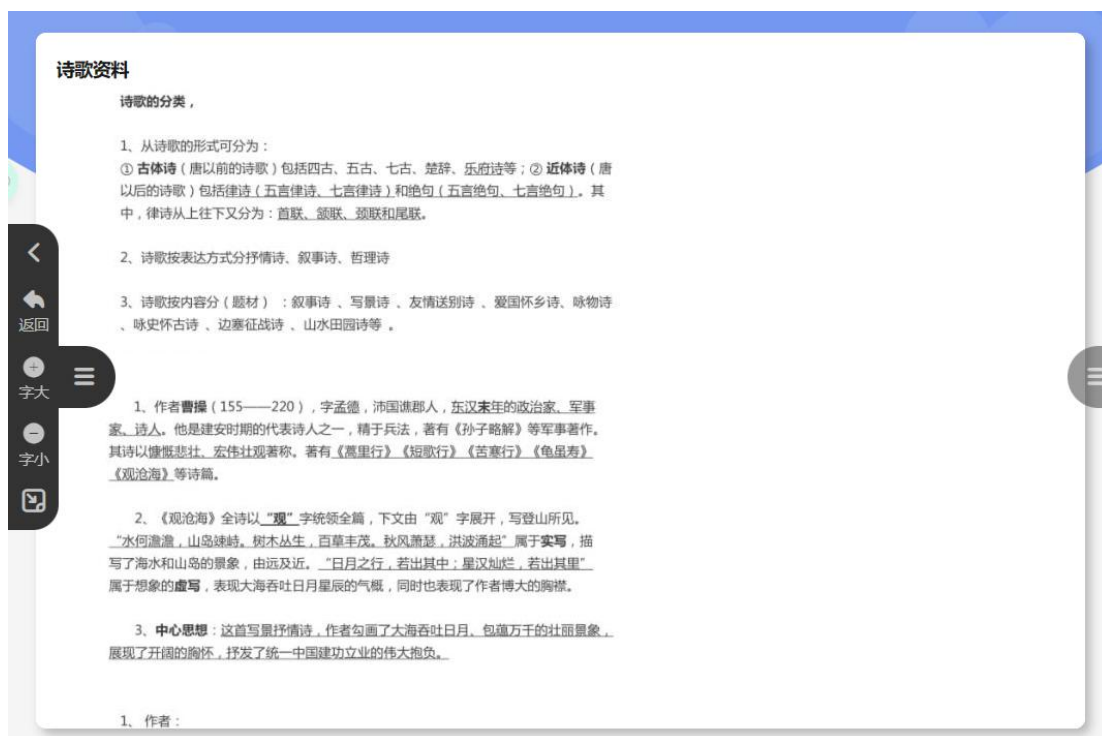 诗歌资料
诗歌的分类，
1、从诗歌的形式可分为：
① 古体诗（唐以前的诗歌）包括四古、五古、七古、楚辞、乐府诗等；② 近体诗（唐
以后的诗歌）包括律诗（五言律诗、七言律诗）和绝句（五言绝句、七言绝句）。其
中，律诗从上往下又分为：首联、颔联、颈联和尾联。
2、诗歌按表达方式分抒情诗、叙事诗、哲理诗
3、诗歌按内容分（题材）：叙事诗 、写景诗 、友情送别诗 、爱国怀乡诗、咏物诗
、咏史怀古诗 、边塞征战诗 、山水田园诗等 。
1、作者曹操（155——220），字孟德，沛国谯郡人，东汉末年的政治家、军事
家、诗人。他是建安时期的代表诗人之一，精于兵法，著有《孙子略解》等军事著作。
其诗以慷慨悲壮、宏伟壮观著称。著有《蒿里行》《短歌行》《苦寒行》《龟虽寿》
《观沧海》等诗篇。
2、《观沧海》全诗以“观”字统领全篇，下文由“观”字展开，写登山所见。
“水何澹澹，山岛竦峙。树木丛生，百草丰茂。秋风萧瑟，洪波涌起”属于实写，描
写了海水和山岛的景象，由远及近。“日月之行，若出其中；星汉灿烂，若出其里”
属于想象的虚写，表现大海吞吐日月星辰的气概，同时也表现了作者博大的胸襟。
3、中心思想：这首写景抒情诗，作者勾画了大海吞吐日月、包蕴万千的壮丽景象，
展现了开阔的胸怀，抒发了统一中国建功立业的伟大抱负。
1、 作者：
返回
字大
字小